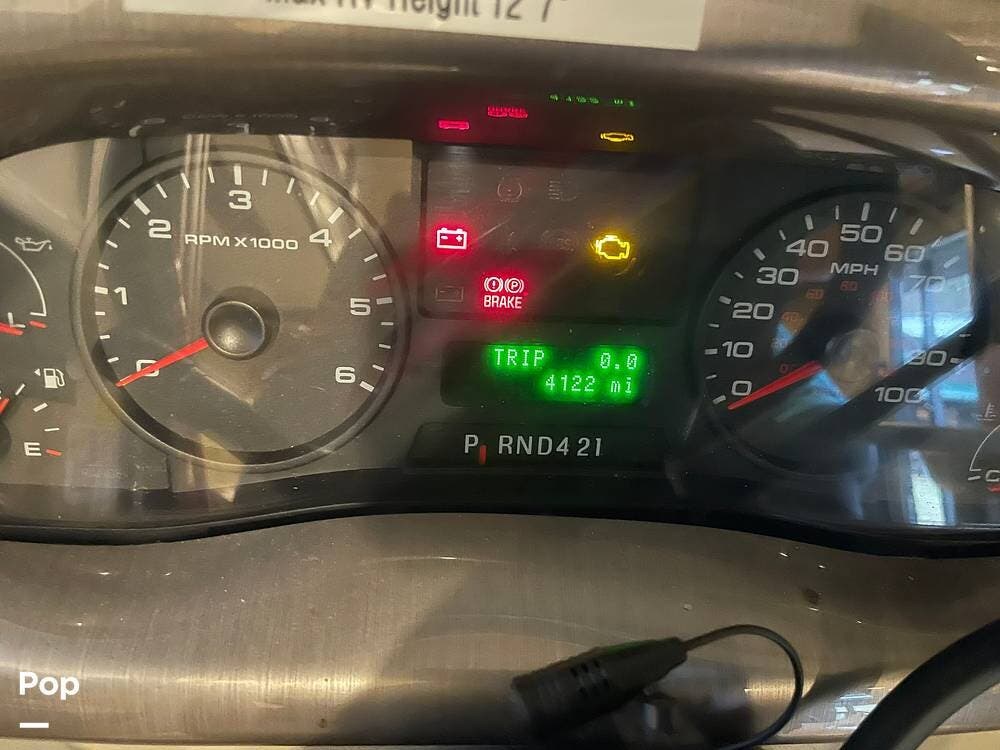 Max RV Height 12' 7"
3
2 4
RPM X1000
1 5
0 6
E
BRAKE
TRIP 0.0
4122 mi
P RND421
50
40 60
MPH
30 70
20
10 80
0 100
C
Pop